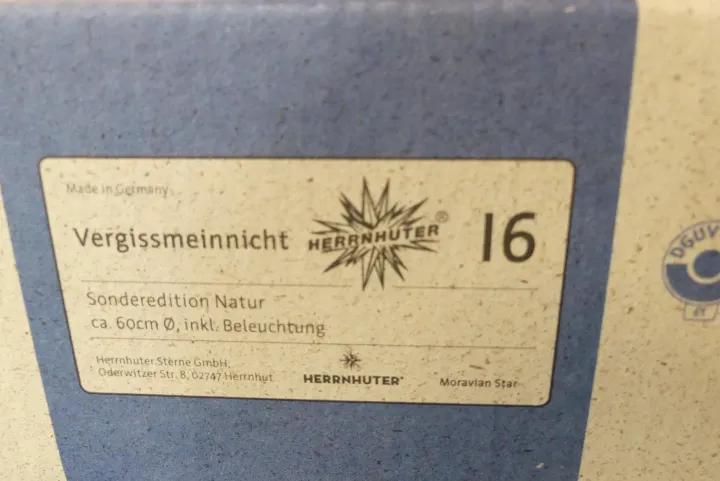 Made in Germany
Vergissmeinnicht
HERRNHUTER®
I6
Sonderedition Natur
ca. 60cm Ø, inkl. Beleuchtung
Herrnhuter Sterne GmbH,
Oderwitzer Str. 8, 02747 Herrnhut
HERRNHUTER®
Moravian Star
DGUV